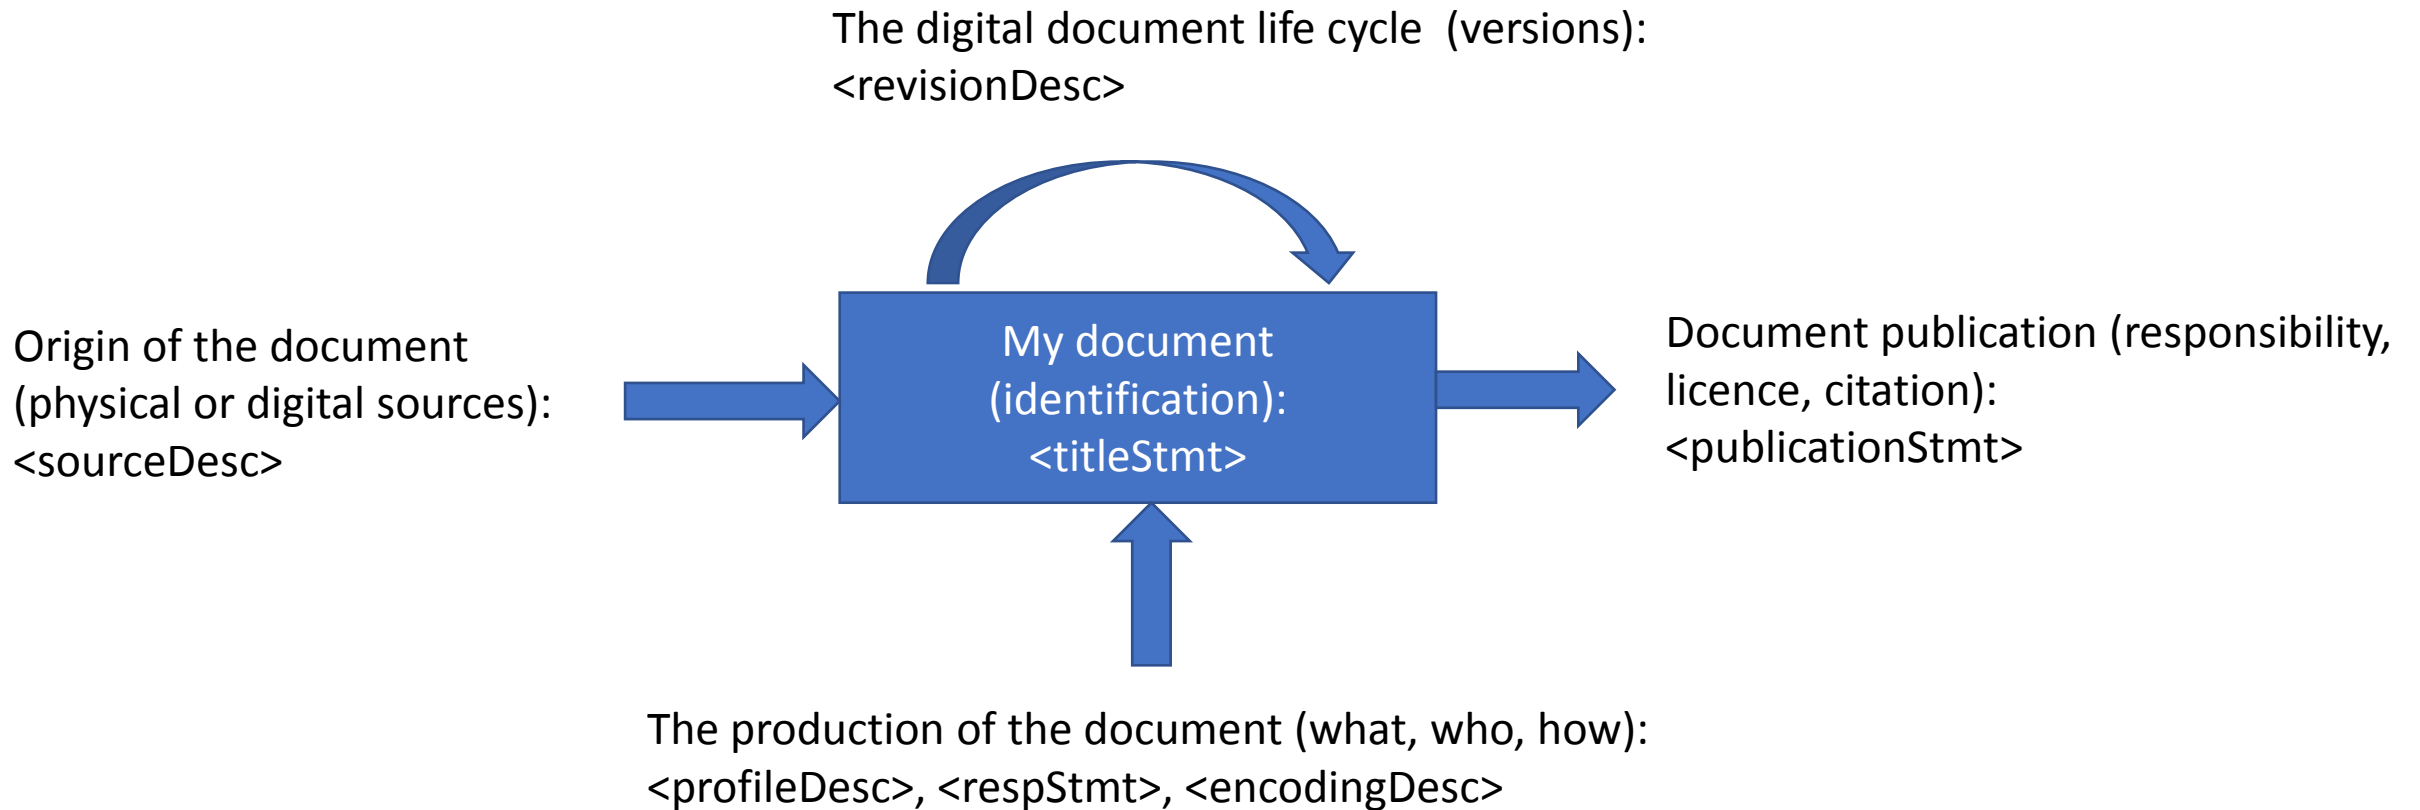 The digital document life cycle  (versions):
<revisionDesc>
Origin of the document
(physical or digital sources):
<sourceDesc>
My document
(identification):
<titleStmt>
Document publication (responsibility,
licence, citation):
<publicationStmt>
The production of the document (what, who, how):
<profileDesc>, <respStmt>, <encodingDesc>